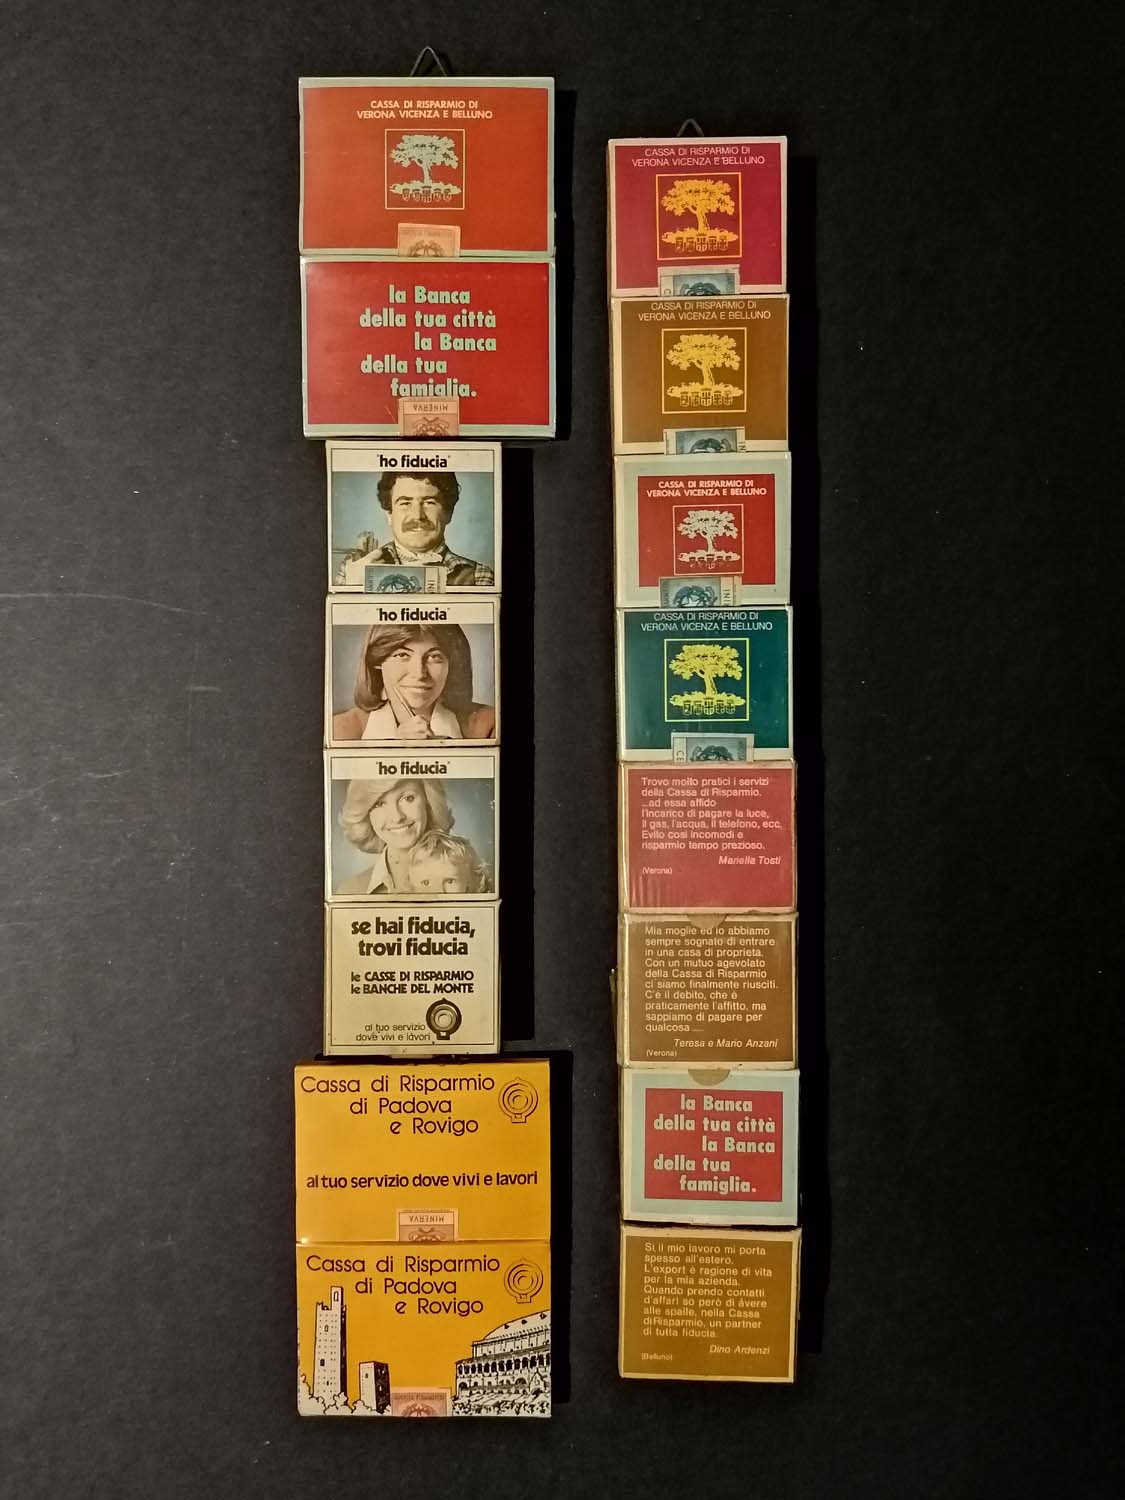 CASSA DI RISPARMIO DI
VERONA VICENZA E BELLUNO
la Banca
della tua città
la Banca
della tua
famiglia.
MINERVA
"ho fiducia"
"ho fiducia"
"ho fiducia"
se hai fiducia,
trovi fiducia
le CASSE DI RISPARMIO
le BANCHE DEL MONTE
al tuo servizio
dove vivi e lavori
Cassa di Risparmio
di Padova
e Rovigo
al tuo servizio dove vivi e lavori
MINERVA
Cassa di Risparmio
di Padova
e Rovigo
CASSA DI RISPARMIO DI
VERONA VICENZA E BELLUNO
CASSA DI RISPARMIO DI
VERONA VICENZA E BELLUNO
CASSA DI RISPARMIO DI
VERONA VICENZA E BELLUNO
CASSA DI RISPARMIO DI
VERONA VICENZA E BELLUNO
Trovo molto pratici i servizi
della Cassa di Risparmio.
...ad essa affido
l'incarico di pagare la luce,
il gas, l'acqua, il telefono, ecc.
Evito così incomodi e
risparmio tempo prezioso.
Mariella Tosti
(Verona)
Mia moglie ed io abbiamo
sempre sognato di entrare
in una casa di proprietà.
Con un mutuo agevolato
della Cassa di Risparmio
ci siamo finalmente riusciti.
C'è il debito, che è
praticamente l'affitto, ma
sappiamo di pagare per
qualcosa .....
Teresa e Mario Anzani
(Verona)
la Banca
della tua città
la Banca
della tua
famiglia.
Si, il mio lavoro mi porta
spesso all'estero.
L'export è ragione di vita
per la mia azienda.
Quando prendo contatti
d'affari so però di avere
alle spalle, nella Cassa
di Risparmio, un partner
di tutta fiducia.
Dino Ardenzi
(Belluno)